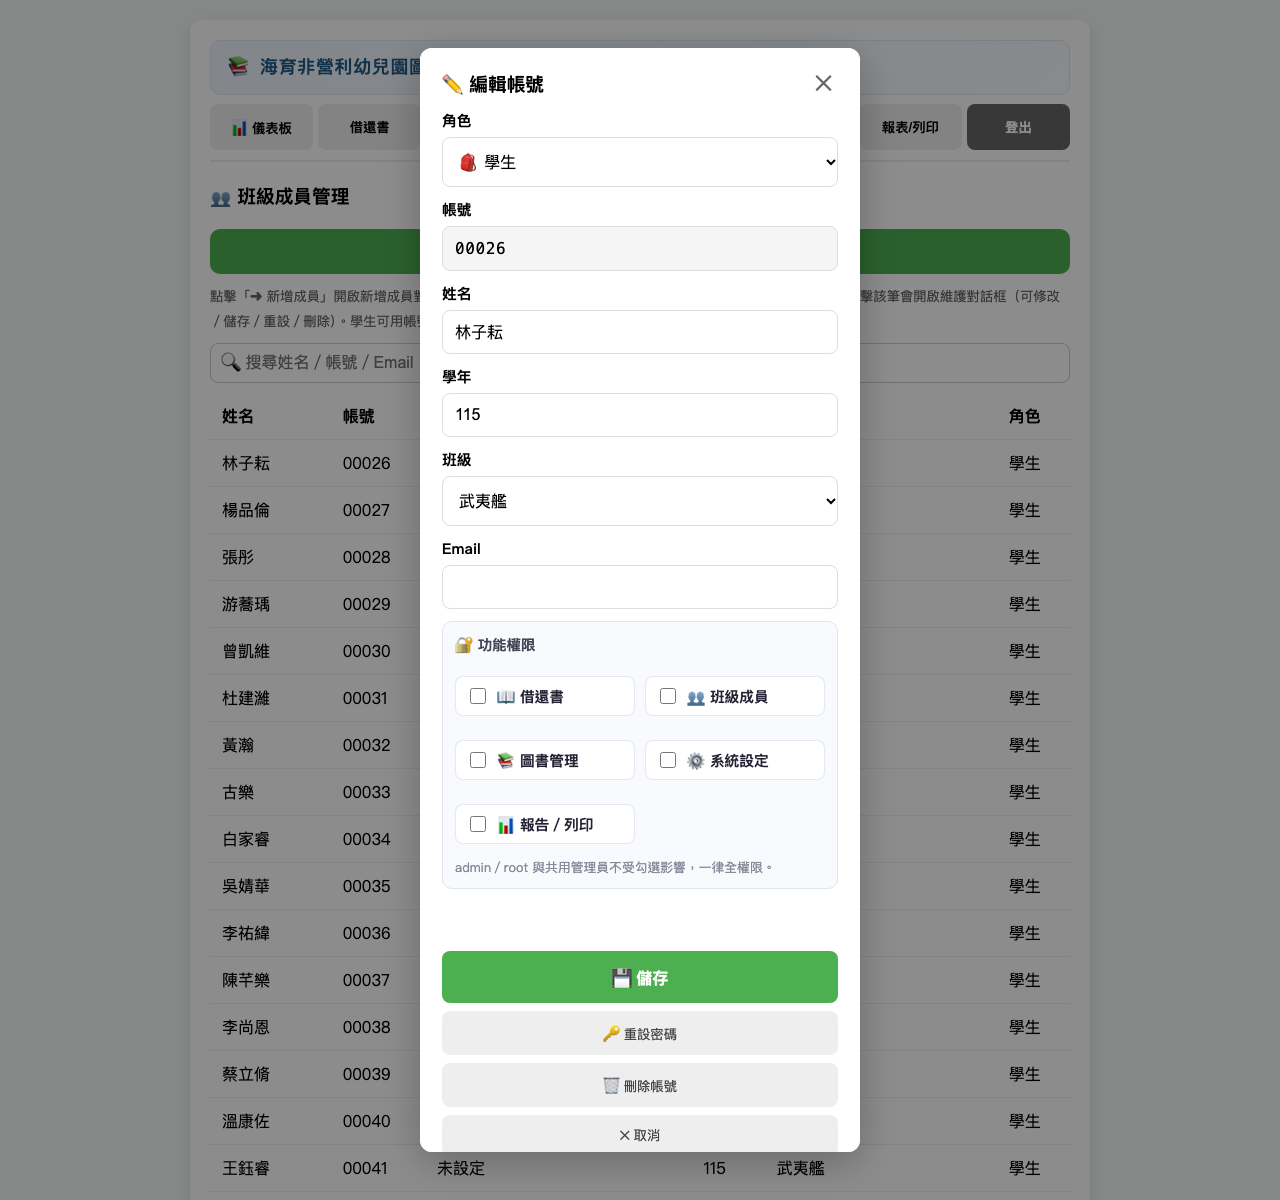 📚 海育非營利幼兒園圖
📊 儀表板
借還書
報表/列印
登出
👥 班級成員管理
點擊「➜ 新增成員」開啟新增成員
擊該筆會開啟維護對話框（可修改
/ 儲存 / 重設 / 刪除）。學生可用帳
🔍 搜尋姓名 / 帳號 / Email
姓名 帳號 角色
林子耘 00026 學生
楊品倫 00027 學生
張彤 00028 學生
游蕎瑀 00029 學生
曾凱維 00030 學生
杜建濰 00031 學生
黃瀚 00032 學生
古樂 00033 學生
白家睿 00034 學生
吳婧華 00035 學生
李祐緯 00036 學生
陳芊樂 00037 學生
李尚恩 00038 學生
蔡立脩 00039 學生
溫康佐 00040 學生
王鈺睿 00041 未設定 115 武夷艦 學生
✏️ 編輯帳號
✕
角色
🎒 學生
帳號
00026
姓名
林子耘
學年
115
班級
武夷艦
Email
🔐 功能權限
📖 借還書
👥 班級成員
📚 圖書管理
⚙️ 系統設定
📊 報告 / 列印
admin / root 與共用管理員不受勾選影響，一律全權限。
💾 儲存
🔑 重設密碼
🗑️ 刪除帳號
✕ 取消